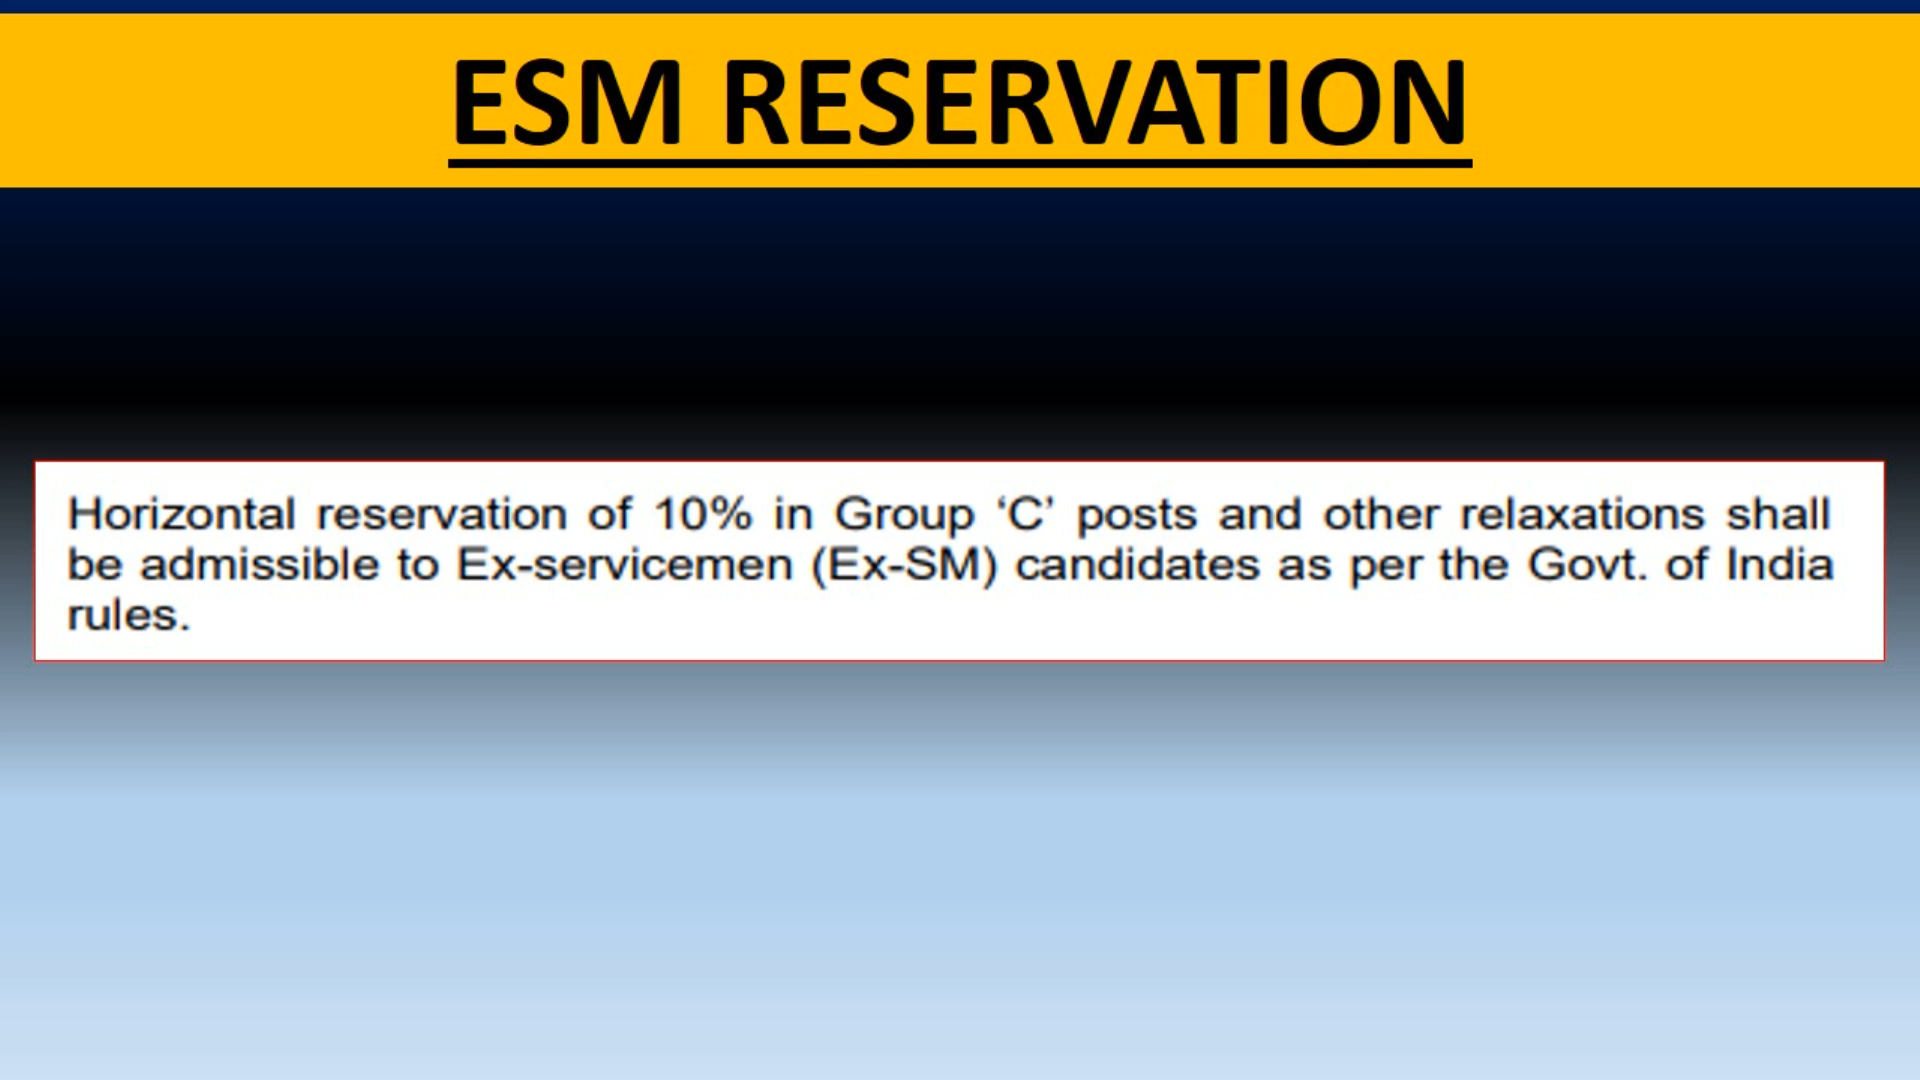 ESM RESERVATION
Horizontal reservation of 10% in Group ‘C’ posts and other relaxations shall
be admissible to Ex-servicemen (Ex-SM) candidates as per the Govt. of India
rules.